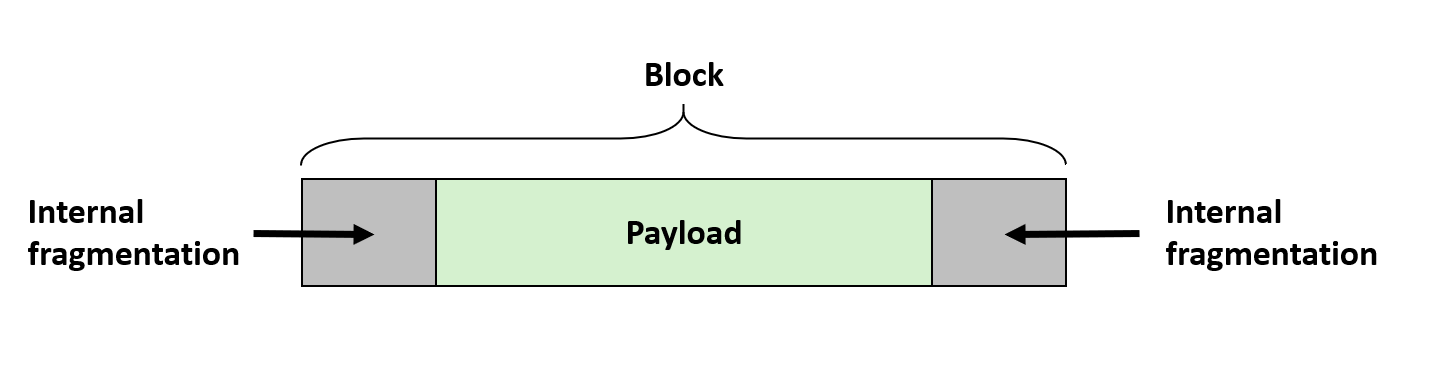 Block
Internal
fragmentation
Payload
Internal
fragmentation